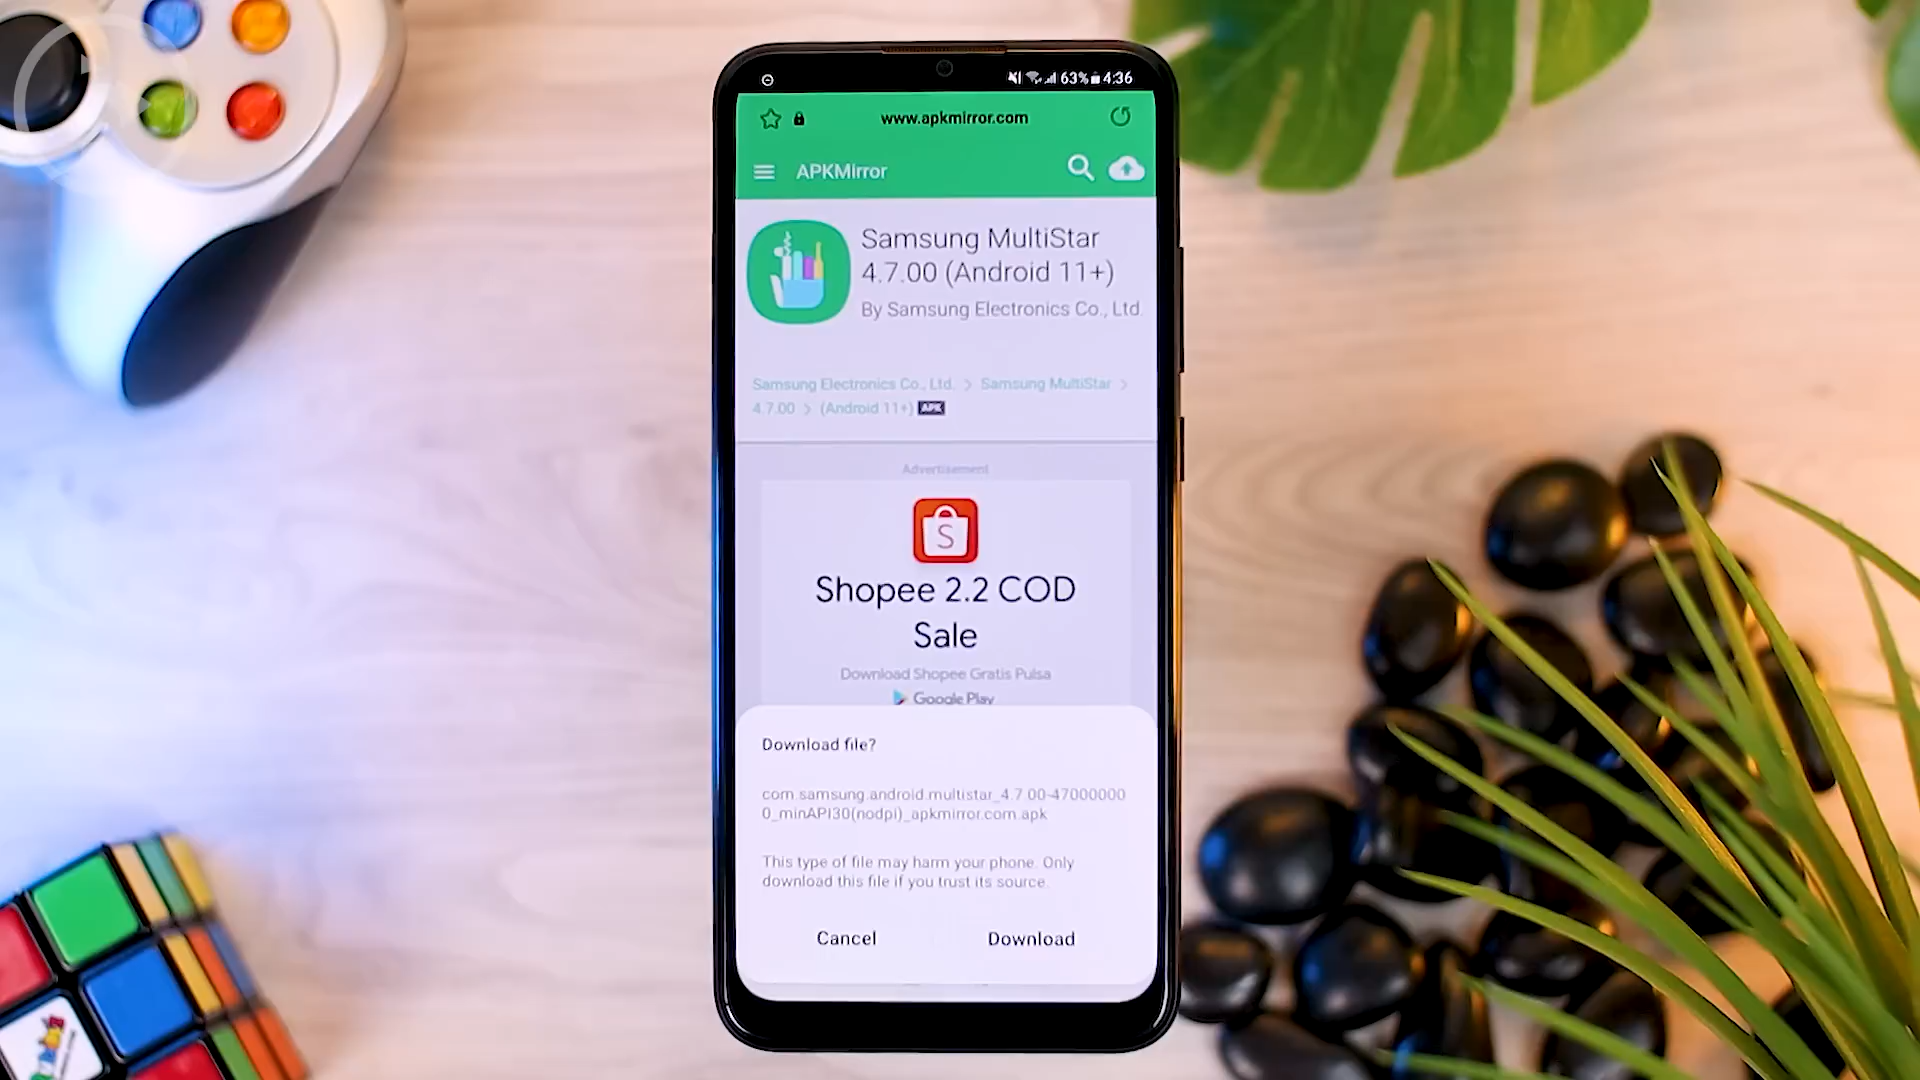 63% 4:36
www.apkmirror.com
APKMirror
Samsung MultiStar
4.7.00 (Android 11+)
By Samsung Electronics Co., Ltd.
Samsung Electronics Co., Ltd. > Samsung MultiStar >
4.7.00 > (Android 11+) APK
Advertisement
S
Shopee 2.2 COD
Sale
Download Shopee Gratis Pulsa
Google Play
Download file?
com.samsung.android.multistar_4.7.00-47000000
0_minAPI30(nodpi)_apkmirror.com.apk
This type of file may harm your phone. Only
download this file if you trust its source.
Cancel Download